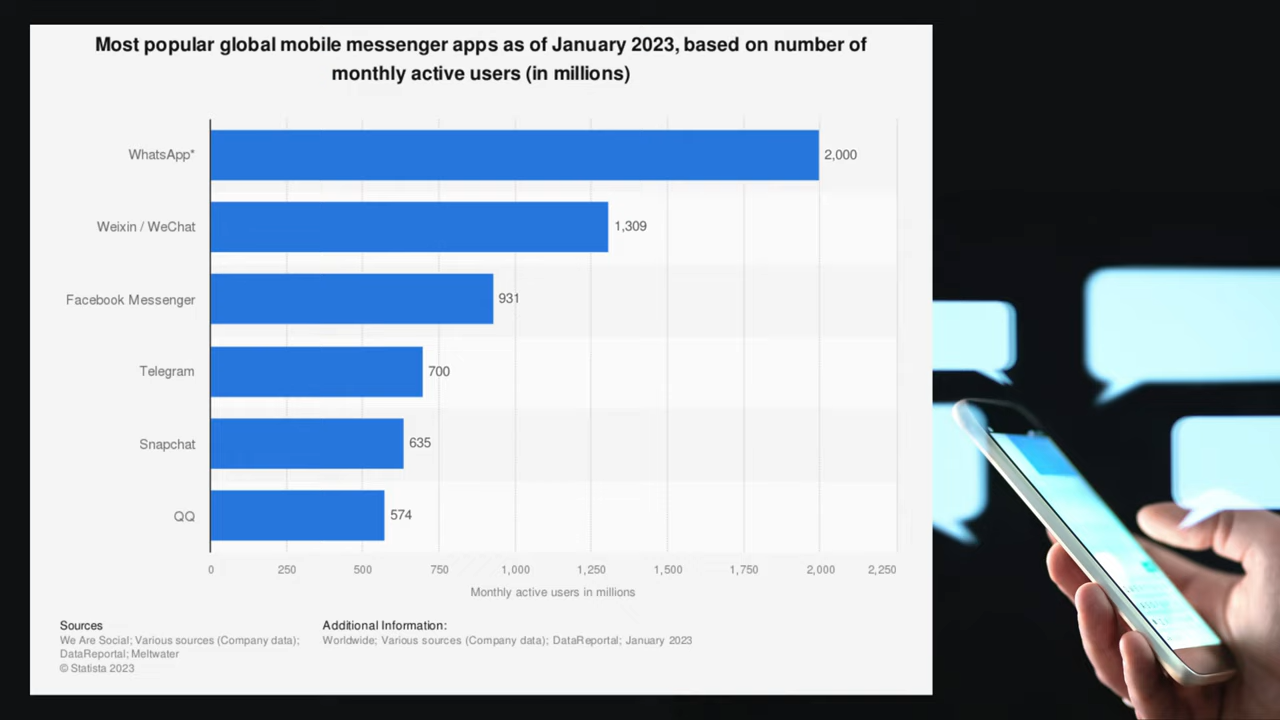 Most popular global mobile messenger apps as of January 2023, based on number of
monthly active users (in millions)
WhatsApp*
2,000
Weixin / WeChat
1,309
Facebook Messenger
931
Telegram
700
Snapchat
635
QQ
574
0 250 500 750 1,000 1,250 1,500 1,750 2,000 2,250
Monthly active users in millions
Sources
We Are Social; Various sources (Company data);
DataReportal; Meltwater
© Statista 2023
Additional Information:
Worldwide; Various sources (Company data); DataReportal; January 2023